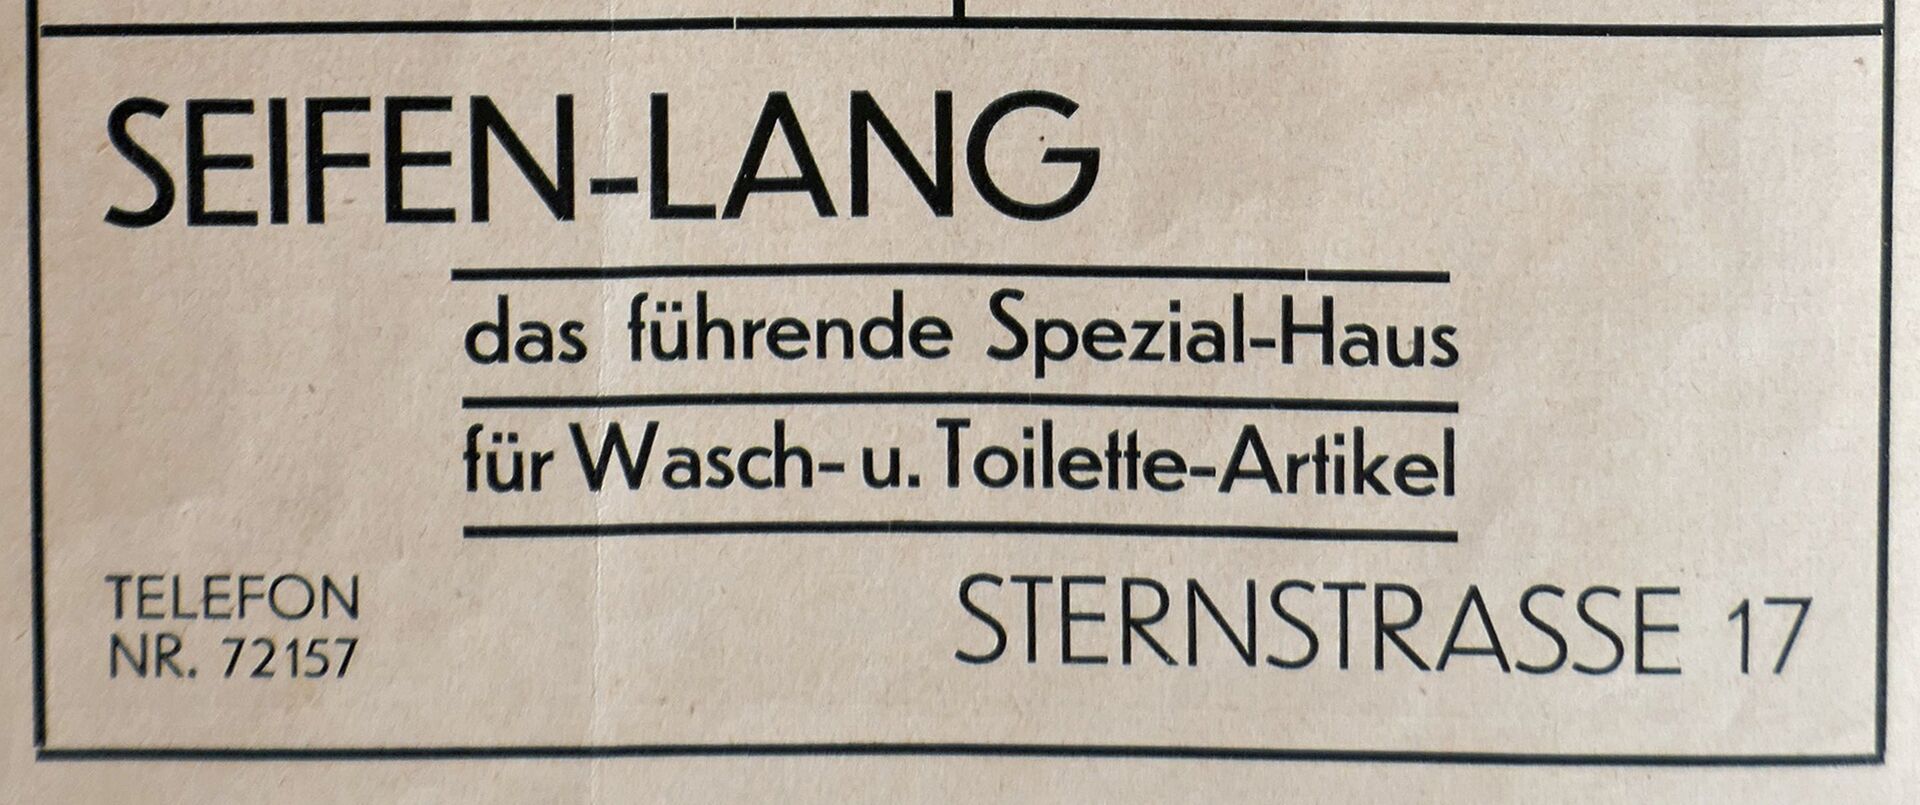 SEIFEN-LANG
das führende Spezial-Haus
für Wasch- u. Toilette-Artikel
TELEFON
NR. 72157
STERNSTRASSE 17